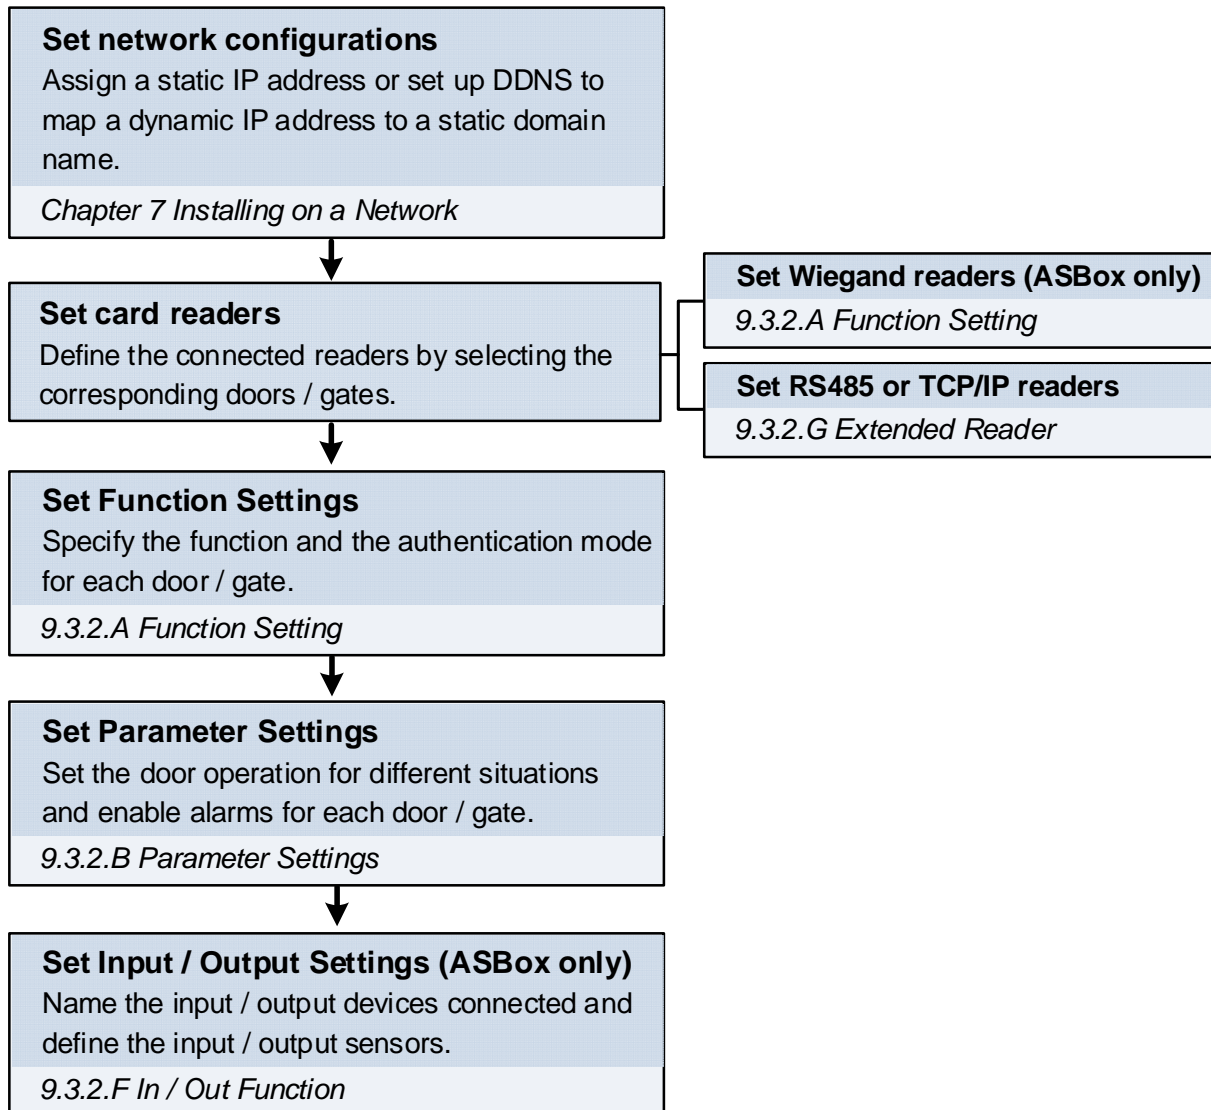 Set network configurations
Assign a static IP address or set up DDNS to
map a dynamic IP address to a static domain
name.
Chapter 7 Installing on a Network
Set card readers
Define the connected readers by selecting the
corresponding doors / gates.
Set Wiegand readers (ASBox only)
9.3.2.A Function Setting
Set RS485 or TCP/IP readers
9.3.2.G Extended Reader
Set Function Settings
Specify the function and the authentication mode
for each door / gate.
9.3.2.A Function Setting
Set Parameter Settings
Set the door operation for different situations
and enable alarms for each door / gate.
9.3.2.B Parameter Settings
Set Input / Output Settings (ASBox only)
Name the input / output devices connected and
define the input / output sensors.
9.3.2.F In / Out Function